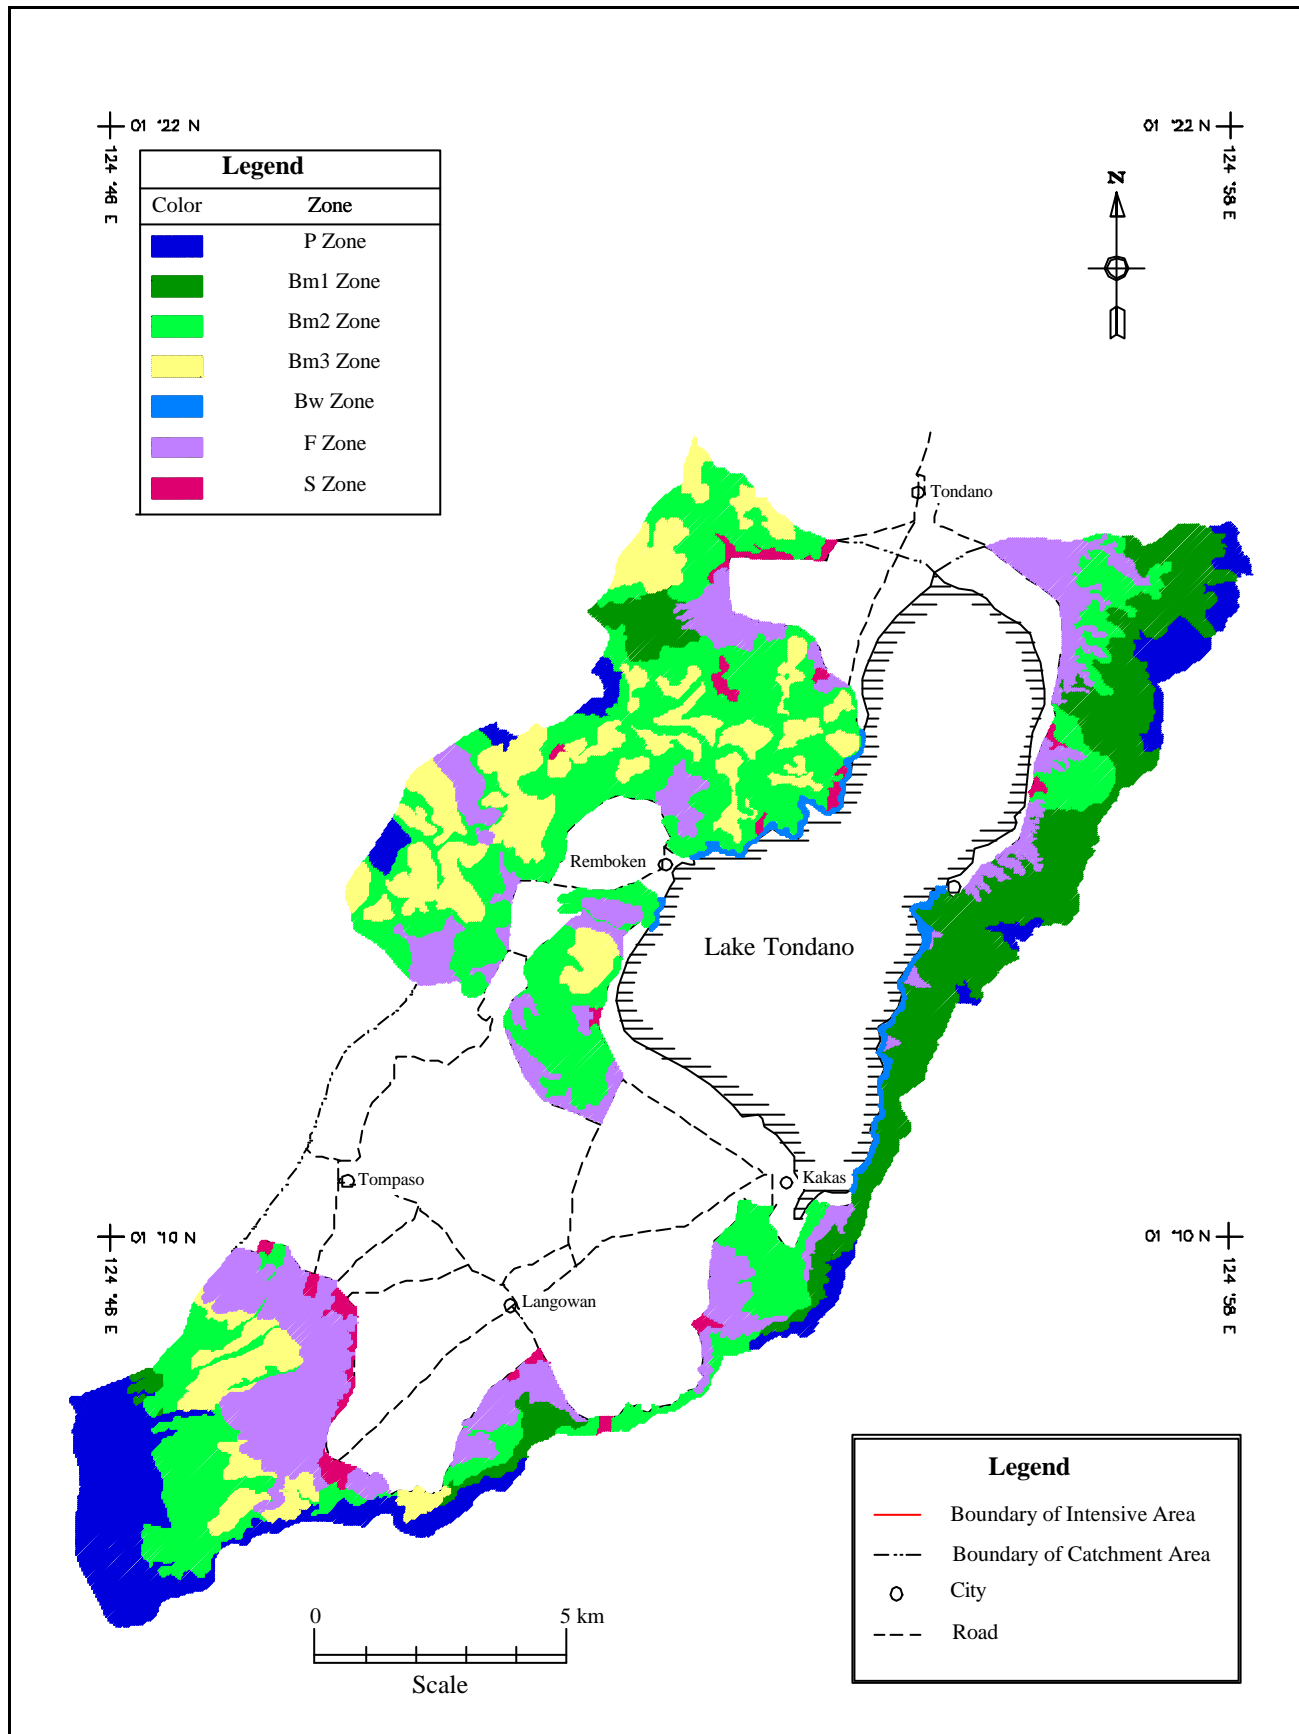 01 °22 N
01 °22 N
124 °46 E
124 °58 E
Legend
Color Zone
P Zone
Bm1 Zone
Bm2 Zone
Bm3 Zone
Bw Zone
F Zone
S Zone
N
Tondano
Remboken
Lake Tondano
Tompaso
Kakas
01 °10 N
01 °10 N
124 °46 E
124 °58 E
Langowan
Legend
Boundary of Intensive Area
Boundary of Catchment Area
City
Road
0 5 km
Scale